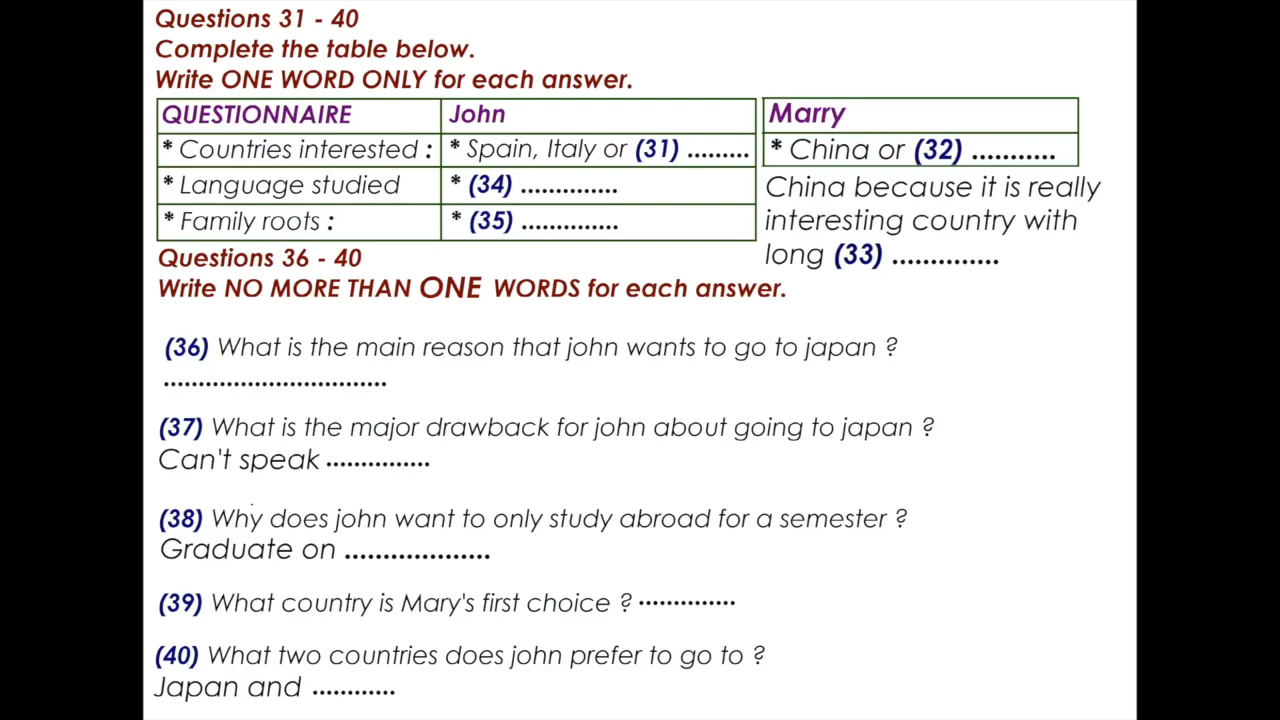 Questions 31 - 40
Complete the table below.
Write ONE WORD ONLY for each answer.
QUESTIONNAIRE John Marry
* Countries interested : * Spain, Italy or (31) ......... * China or (32) ...........
* Language studied * (34) ..............
* Family roots : * (35) ..............
China because it is really
interesting country with
long (33) ..............
Questions 36 - 40
Write NO MORE THAN ONE WORDS for each answer.
(36) What is the main reason that john wants to go to japan ?
................................
(37) What is the major drawback for john about going to japan ?
Can't speak ...............
(38) Why does john want to only study abroad for a semester ?
Graduate on ...................
(39) What country is Mary's first choice ? ..............
(40) What two countries does john prefer to go to ?
Japan and ............